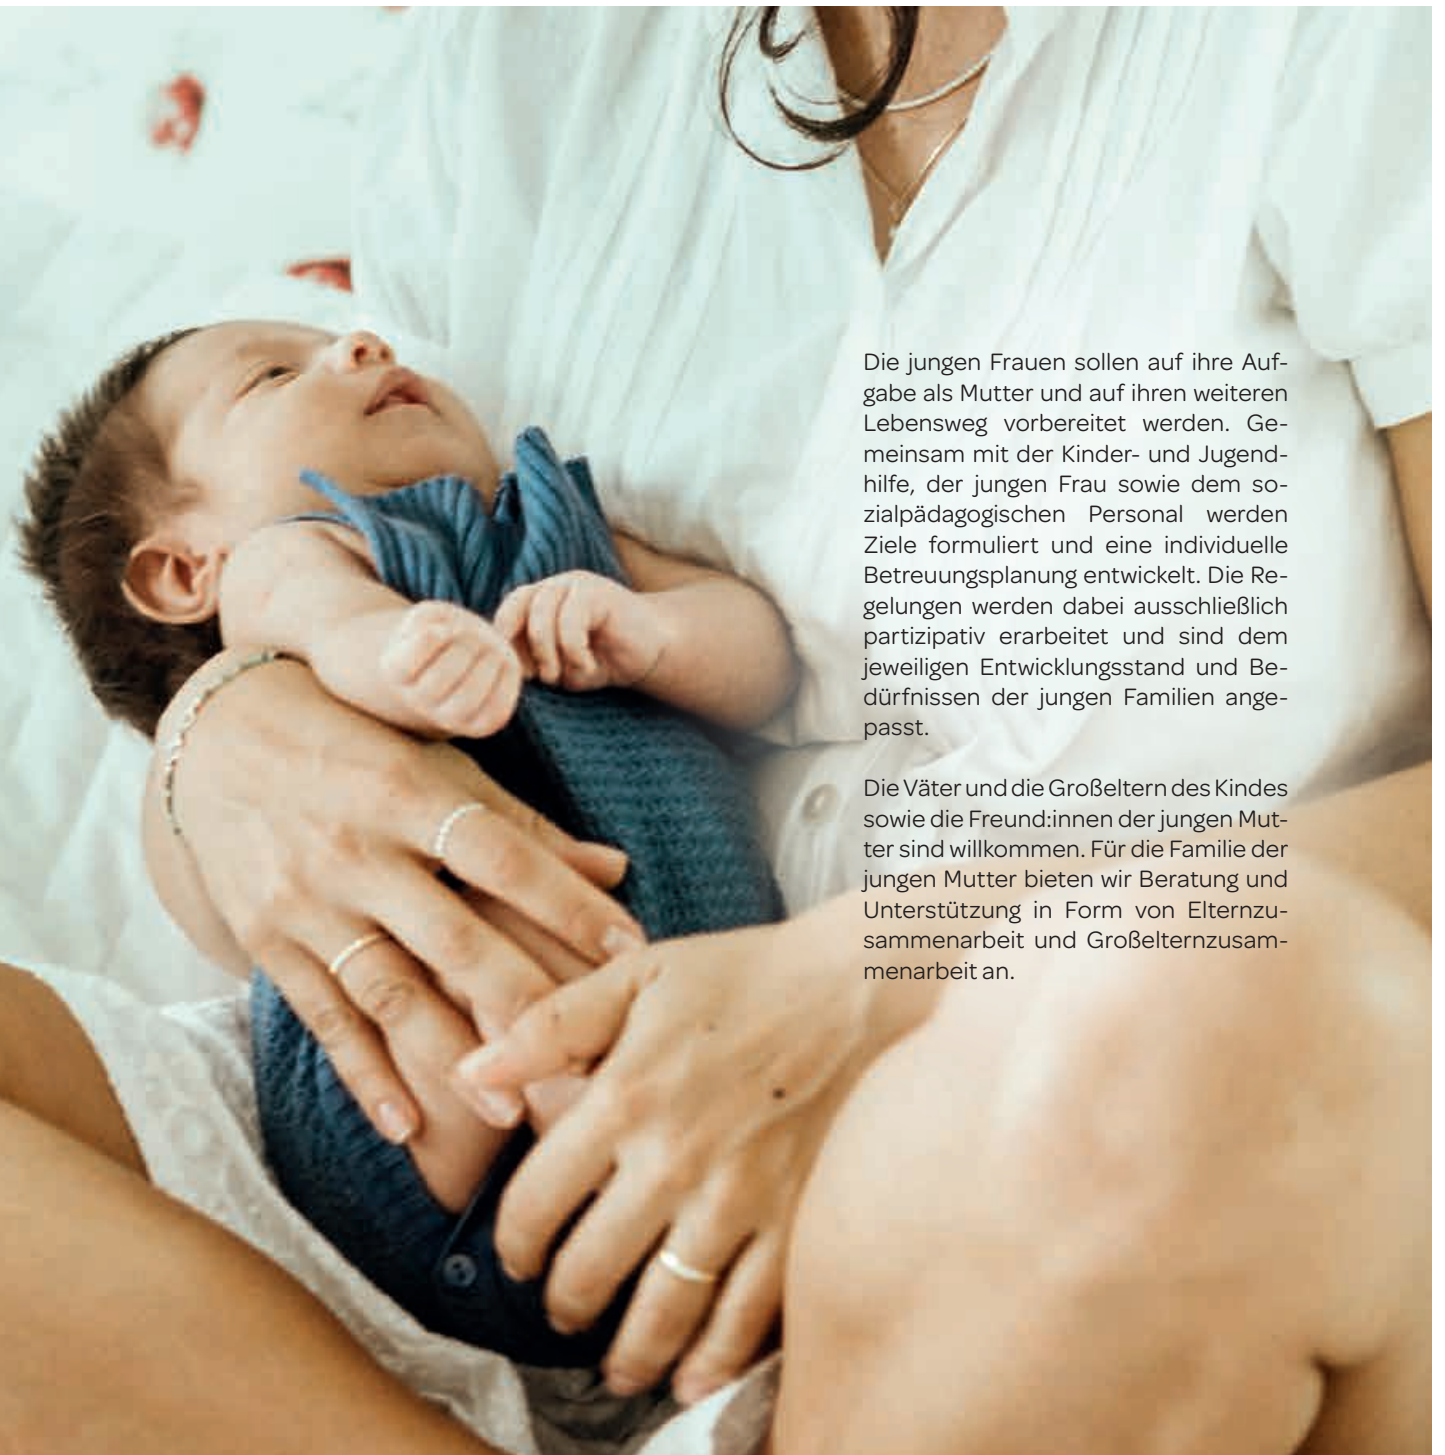 Die jungen Frauen sollen auf ihre Auf-
gabe als Mutter und auf ihren weiteren
Lebensweg vorbereitet werden. Ge-
meinsam mit der Kinder- und Jugend-
hilfe, der jungen Frau sowie dem so-
zialpädagogischen Personal werden
Ziele formuliert und eine individuelle
Betreuungsplanung entwickelt. Die Re-
gelungen werden dabei ausschließlich
partizipativ erarbeitet und sind dem
jeweiligen Entwicklungsstand und Be-
dürfnissen der jungen Familien ange-
passt.
Die Väter und die Großeltern des Kindes
sowie die Freund:innen der jungen Mut-
ter sind willkommen. Für die Familie der
jungen Mutter bieten wir Beratung und
Unterstützung in Form von Elternzu-
sammenarbeit und Großelternzusam-
menarbeit an.